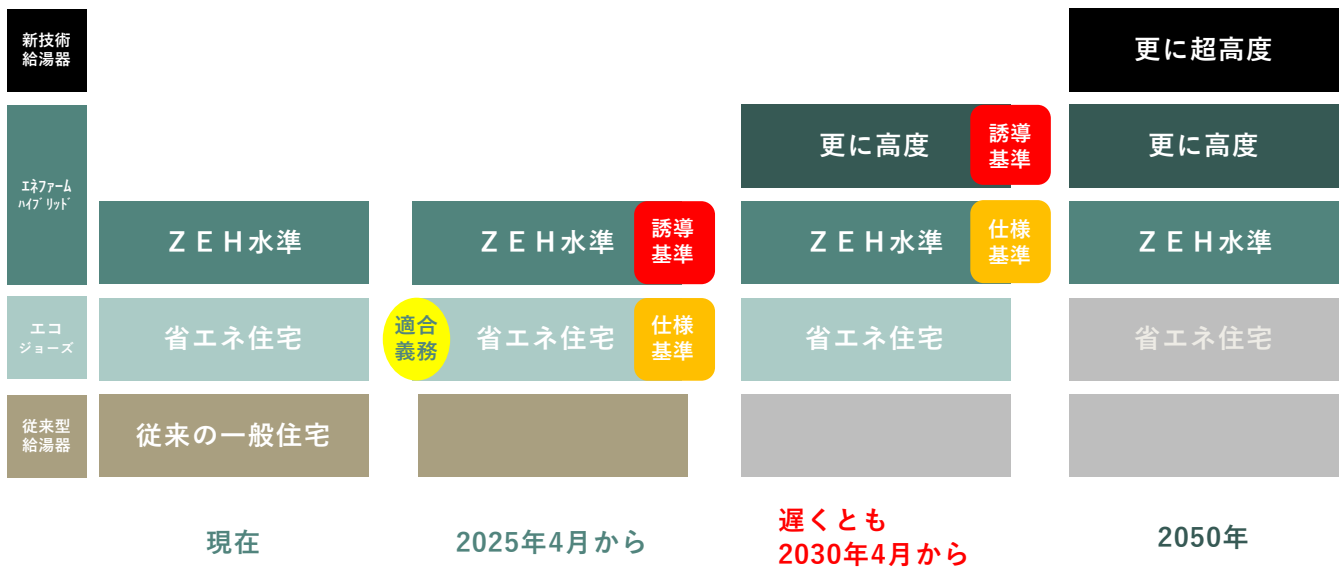 新技術
給湯器
更に超高度
エネファーム
ハイブリッド
更に高度
誘導
基準
更に高度
ＺＥＨ水準
ＺＥＨ水準
誘導
基準
ＺＥＨ水準
仕様
基準
ＺＥＨ水準
エコ
ジョーズ
省エネ住宅
適合
義務
省エネ住宅
仕様
基準
省エネ住宅
省エネ住宅
従来型
給湯器
従来の一般住宅
現在
2025年4月から
遅くとも
2030年4月から
2050年